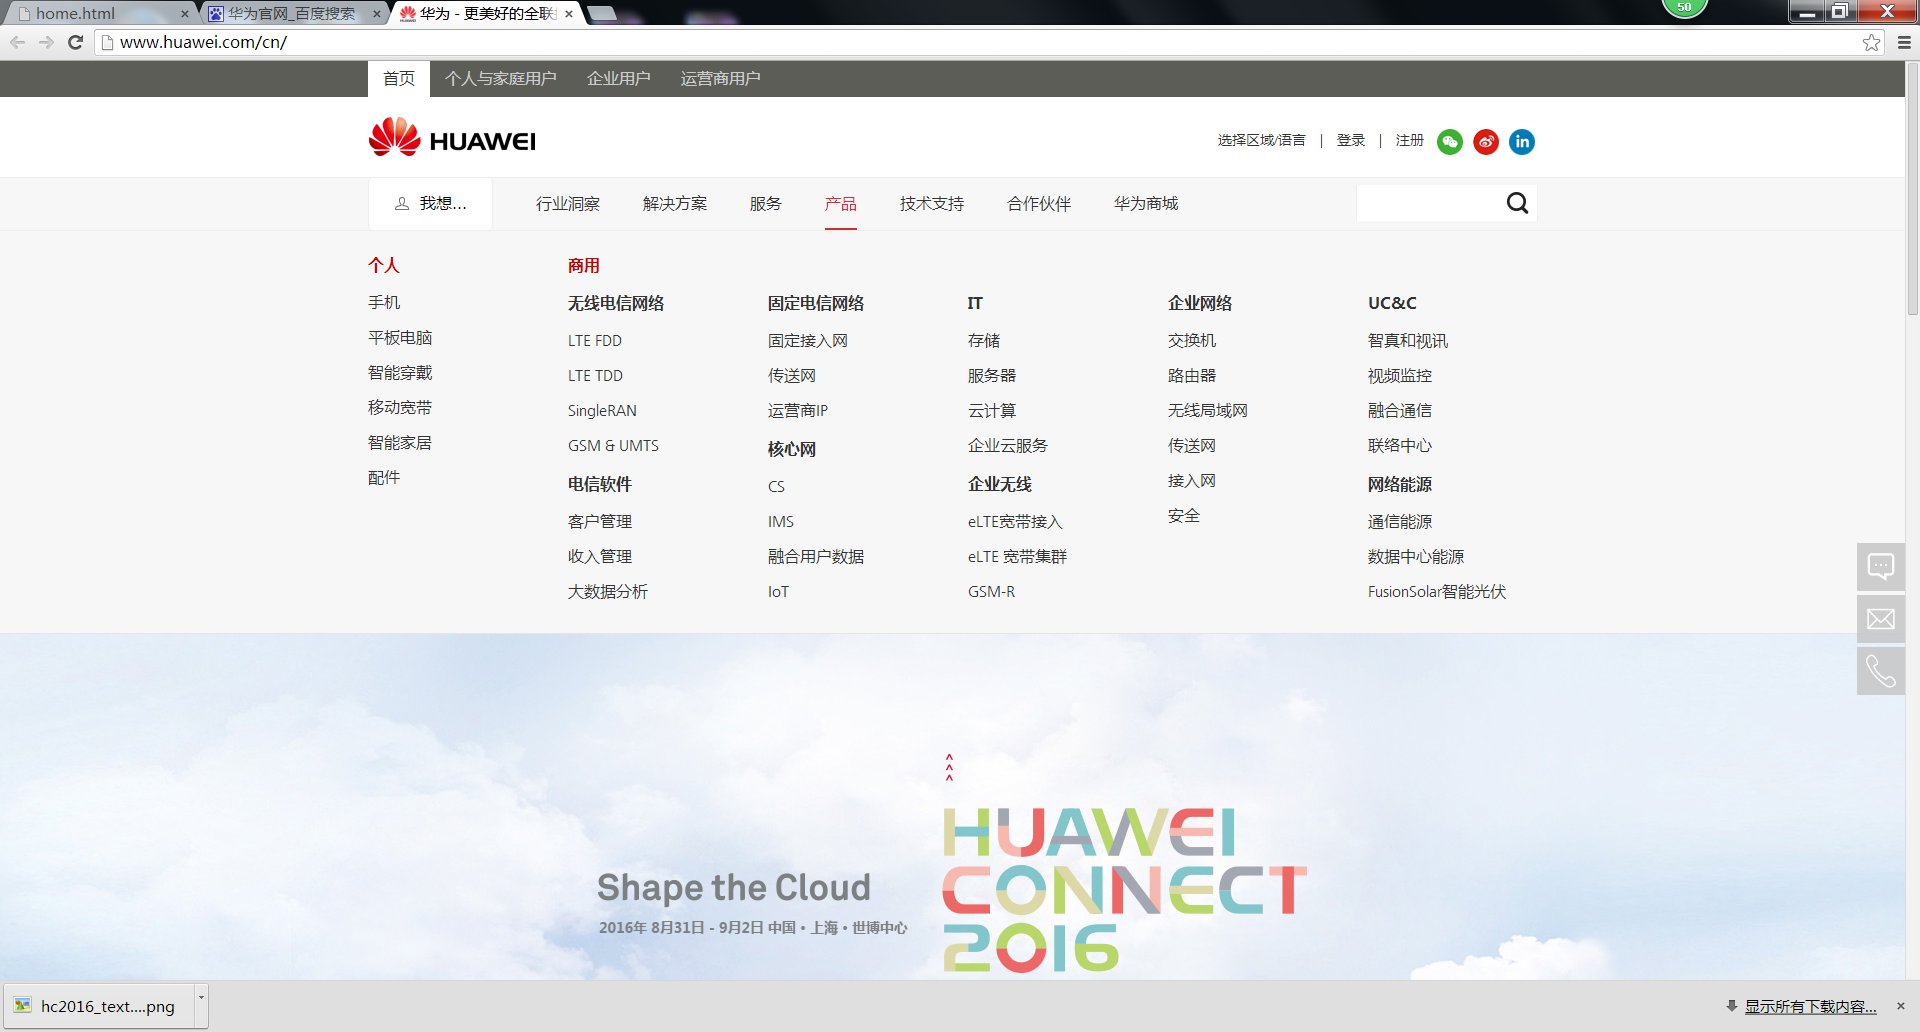 home.html
华为官网_百度搜索
华为 - 更美好的全联
50
www.huawei.com/cn/
首页 个人与家庭用户 企业用户 运营商用户
HUAWEI
选择区域/语言 | 登录 | 注册
in
我想... 行业洞察 解决方案 服务 产品 技术支持 合作伙伴 华为商城
个人
手机
平板电脑
智能穿戴
移动宽带
智能家居
配件
商用
无线电信网络
LTE FDD
LTE TDD
SingleRAN
GSM & UMTS
电信软件
客户管理
收入管理
大数据分析
固定电信网络
固定接入网
传送网
运营商IP
核心网
CS
IMS
融合用户数据
IoT
IT
存储
服务器
云计算
企业云服务
企业无线
eLTE宽带接入
eLTE 宽带集群
GSM-R
企业网络
交换机
路由器
无线局域网
传送网
接入网
安全
UC&C
智真和视讯
视频监控
融合通信
联络中心
网络能源
通信能源
数据中心能源
FusionSolar智能光伏
Shape the Cloud
2016年 8月31日 - 9月2日 中国·上海·世博中心
HUAWEI
CONNECT
2016
hc2016_text....png
显示所有下载内容...